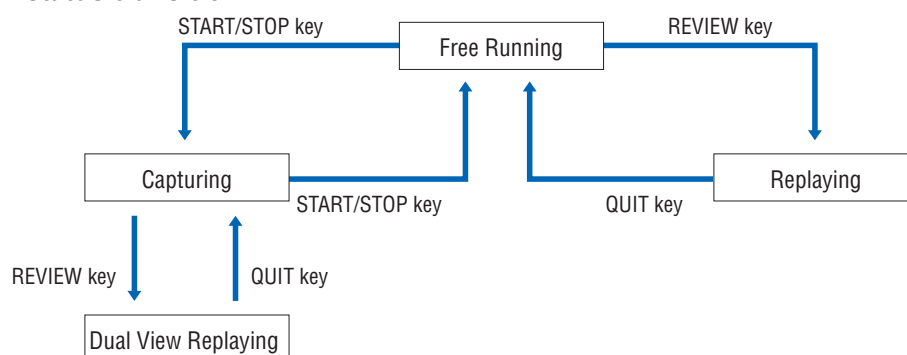 START/STOP key
Free Running
REVIEW key
Capturing
START/STOP key
QUIT key
Replaying
REVIEW key
QUIT key
Dual View Replaying